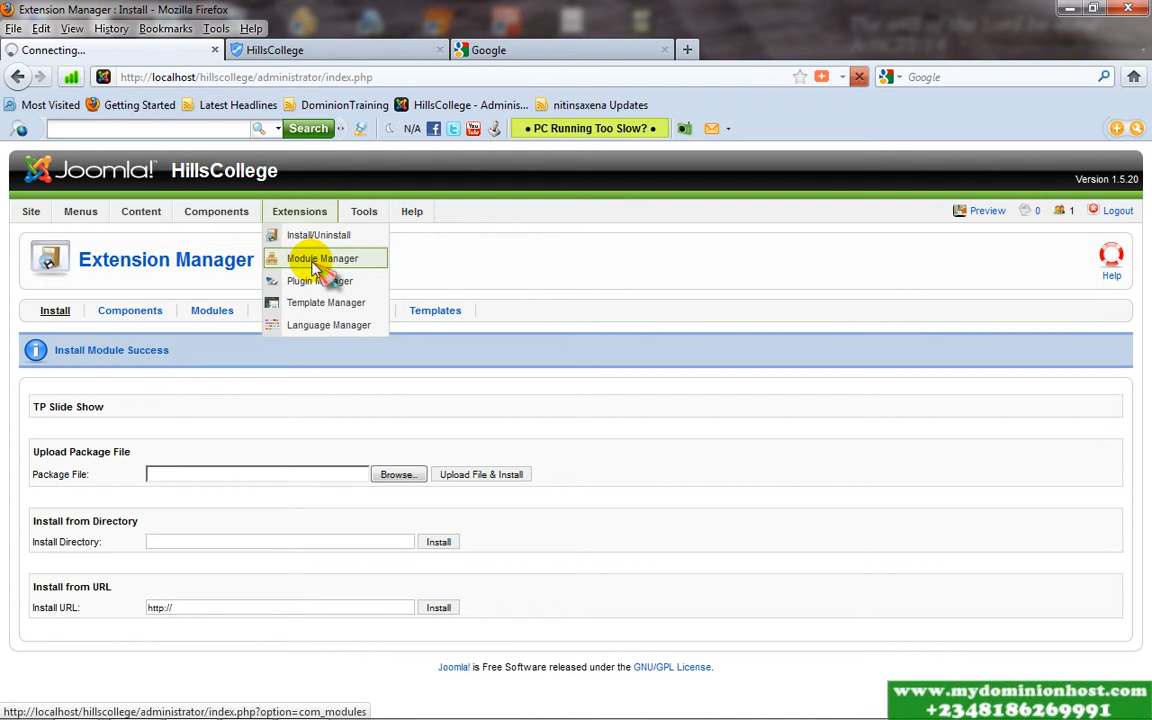 Extension Manager : Install - Mozilla Firefox
File Edit View History Bookmarks Tools Help
Connecting... HillsCollege Google
http://localhost/hillscollege/administrator/index.php Google
Most Visited Getting Started Latest Headlines DominionTraining HillsCollege - Adminis... nitinsaxena Updates
Search N/A • PC Running Too Slow? •
Joomla! HillsCollege Version 1.5.20
Site Menus Content Components Extensions Tools Help Preview 0 1 Logout
Install/Uninstall
Module Manager
Plugin Manager
Template Manager
Language Manager
Extension Manager Help
Install Components Modules Templates
Install Module Success
TP Slide Show
Upload Package File
Package File: Browse... Upload File & Install
Install from Directory
Install Directory: Install
Install from URL
Install URL: http:// Install
Joomla! is Free Software released under the GNU/GPL License.
www.mydominionhost.com
+2348186269991
http://localhost/hillscollege/administrator/index.php?option=com_modules